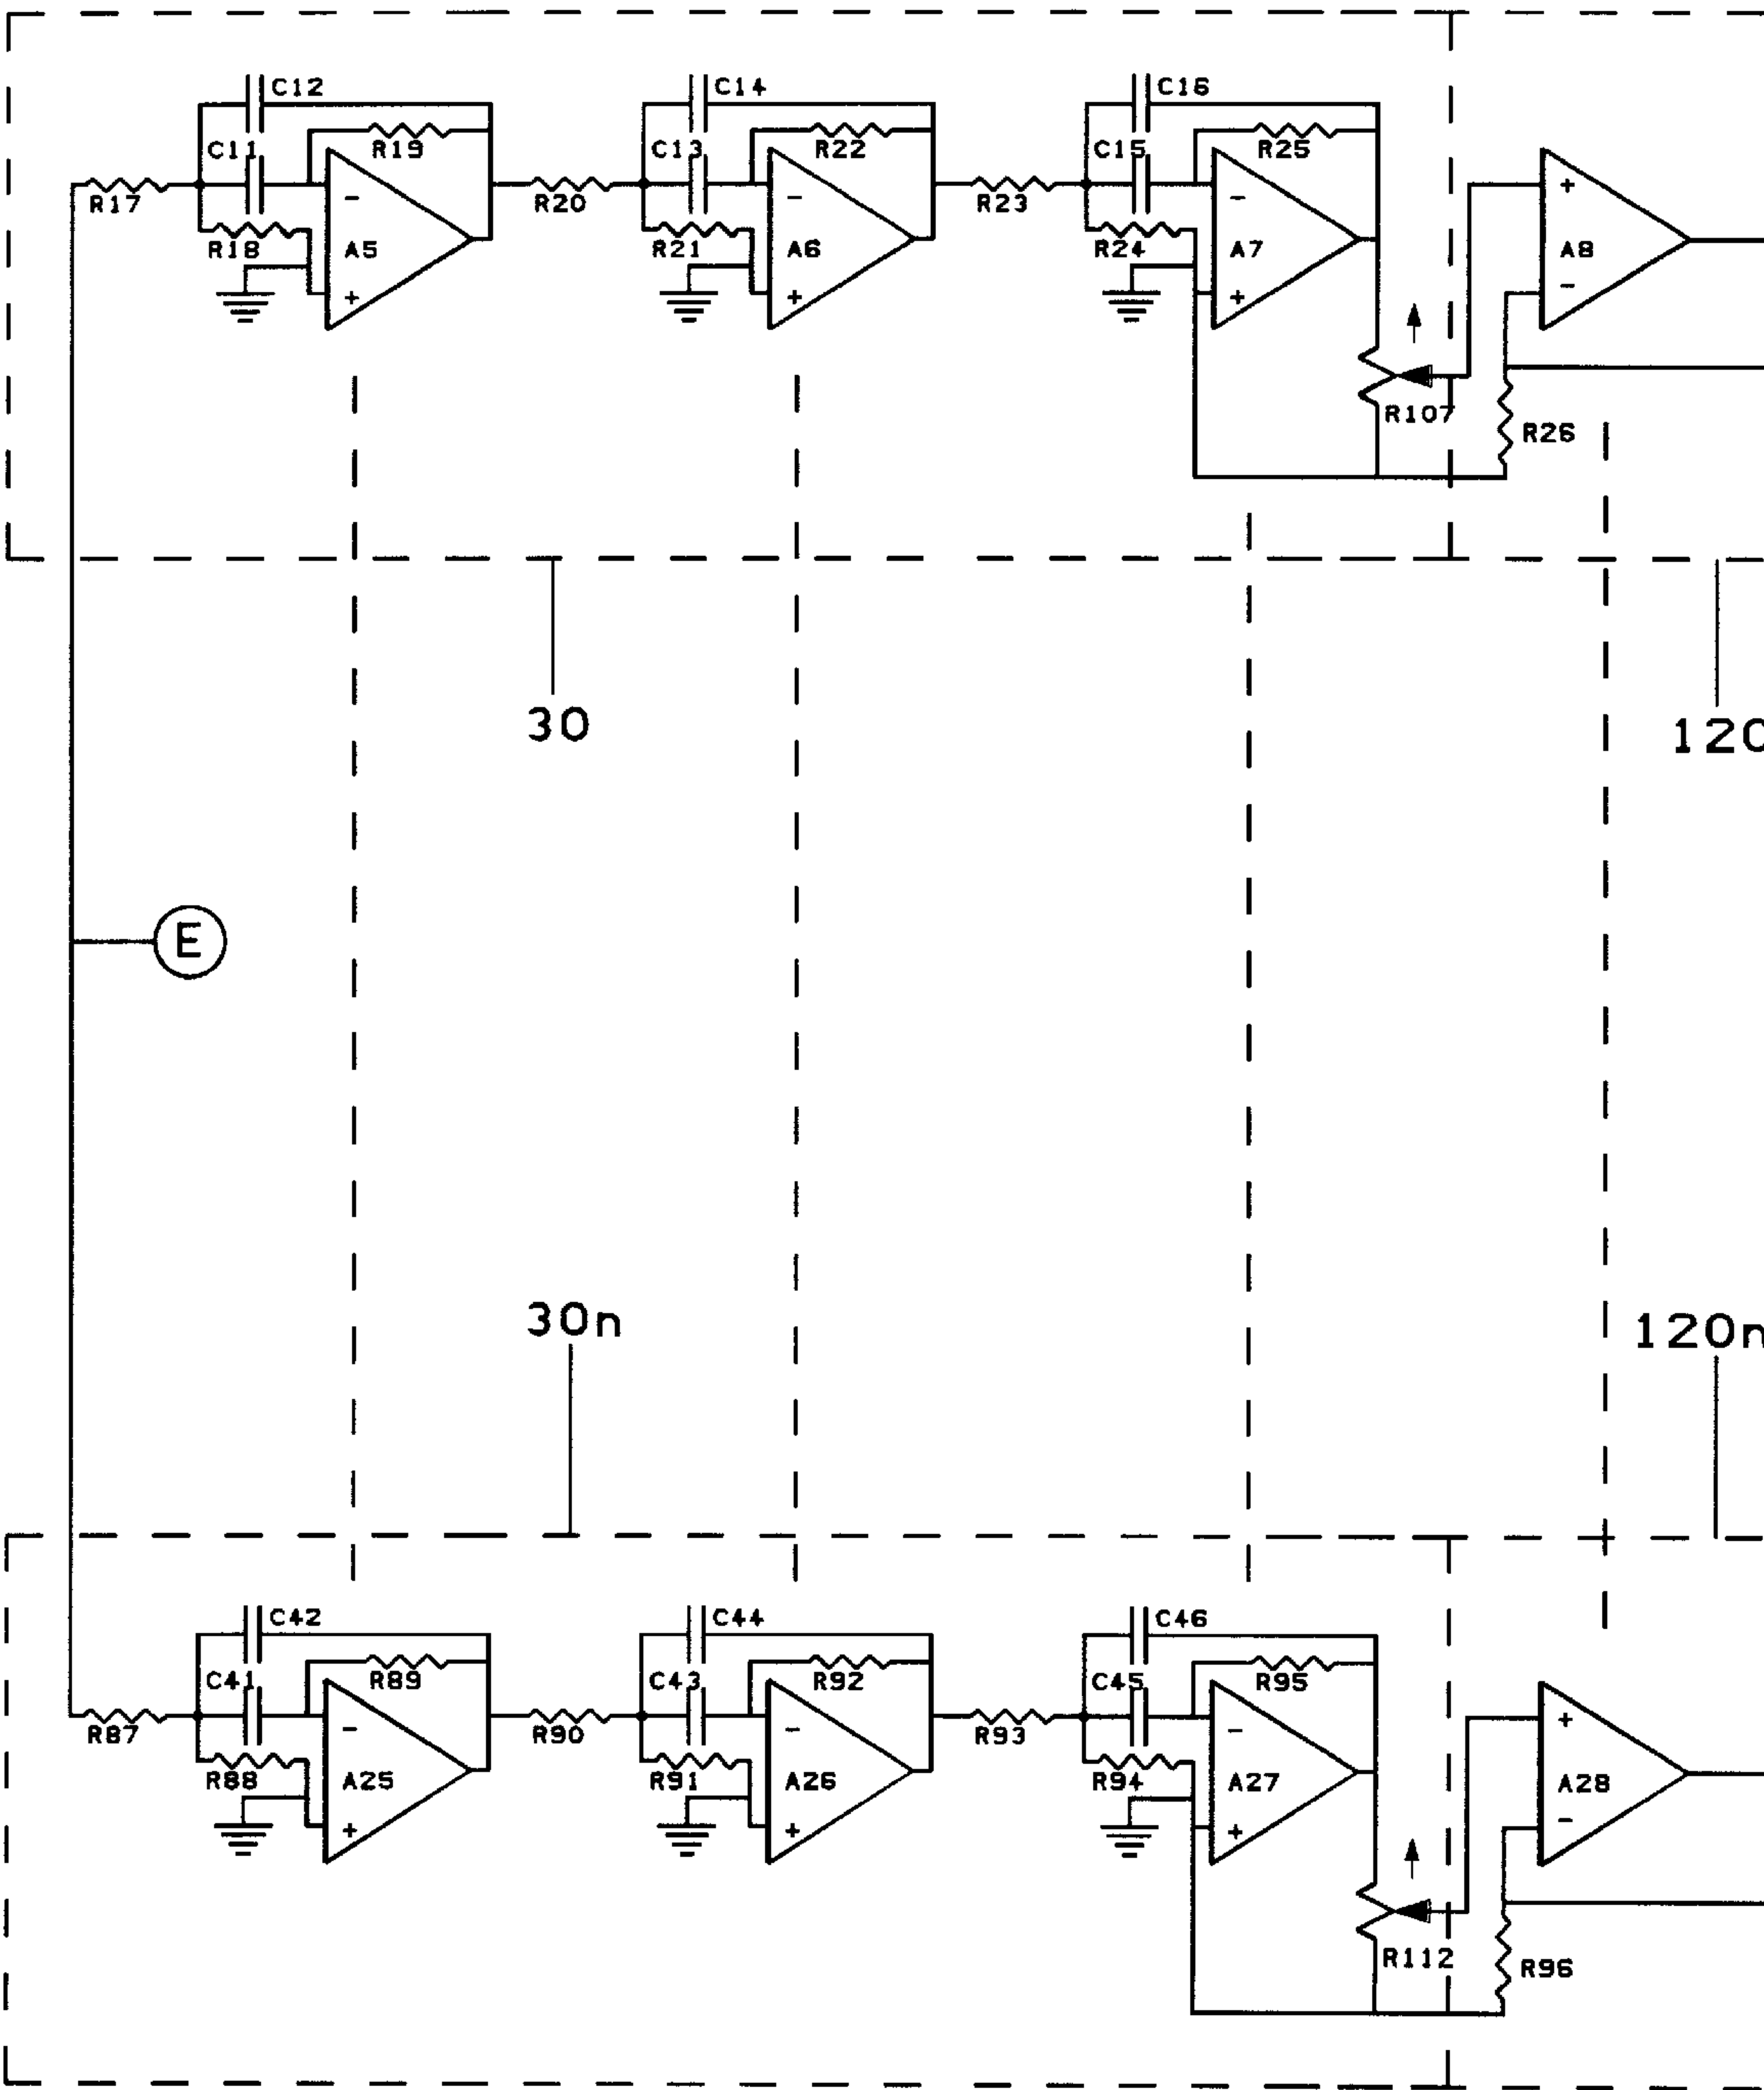 C12
C14
C16
C11
R19
C13
R22
C15
R25
R17
R20
R23
R18
A5
R21
A6
R24
A7
A8
- - - + -
+ + +
R107
R26
30
120
E
30n
120n
C42
C44
C46
C41
R89
C43
R92
C45
R95
R87
R90
R93
R88
A25
R91
A26
R94
A27
A28
- - - + -
+ + +
R112
R96